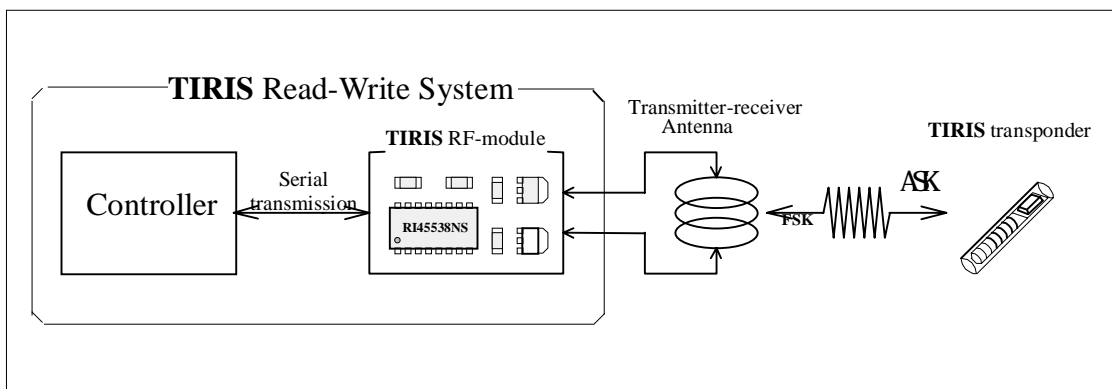 TIRIS Read-Write System
Transmitter-receiver
Antenna
TIRIS transponder
TIRIS RF-module
Controller
Serial
transmission
RI45538NS
FSK
ASK